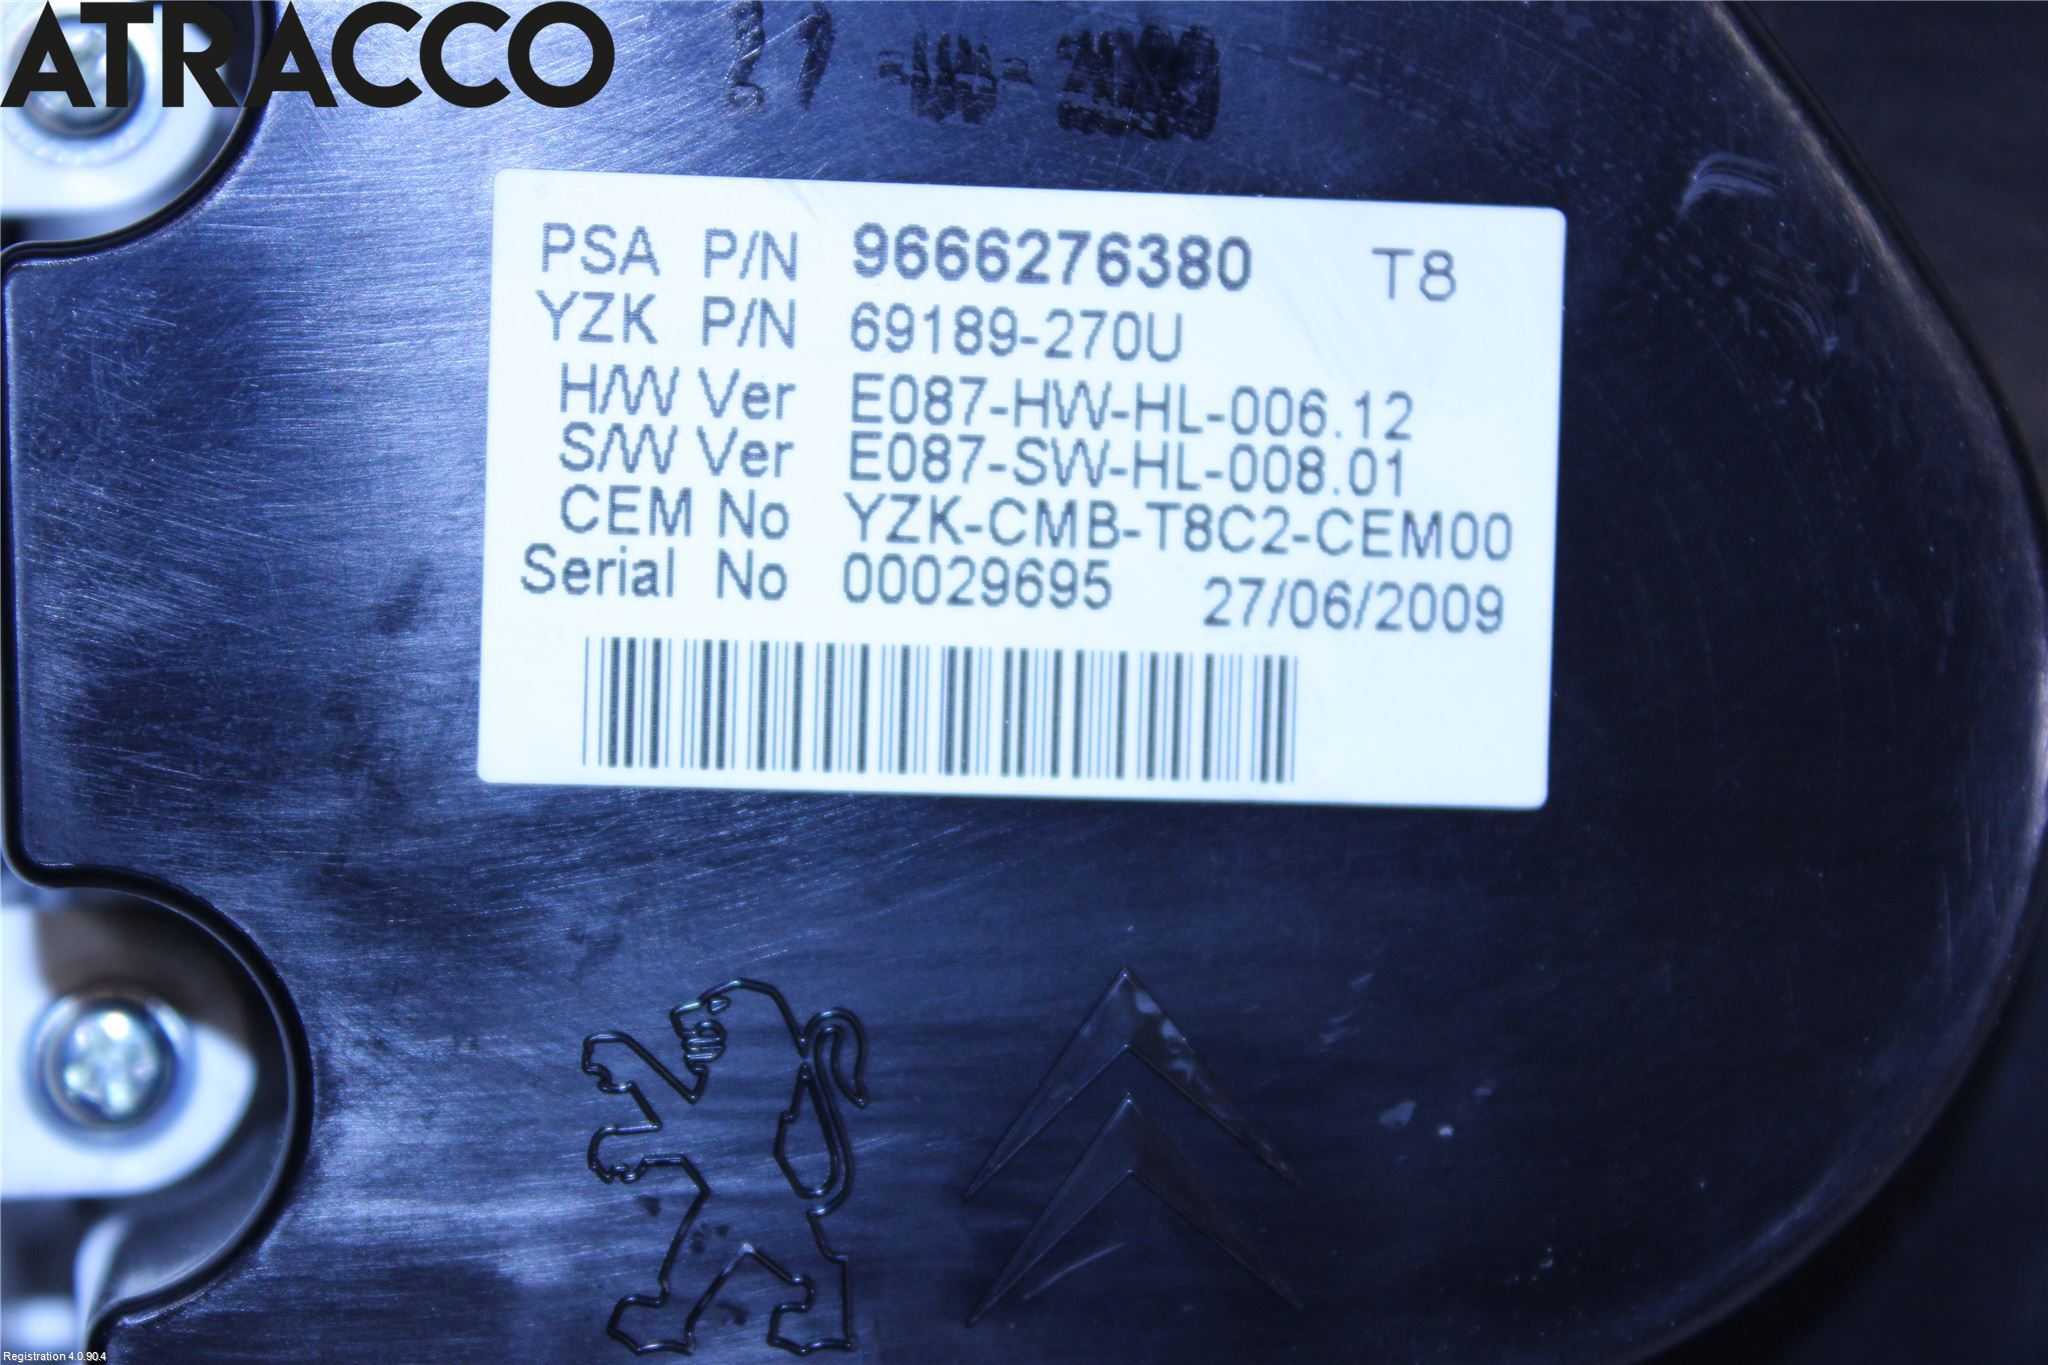 ATRACCO
PSA P/N 9666276380 T8
YZK P/N 69189-270U
H/W Ver E087-HW-HL-006.12
S/W Ver E087-SW-HL-008.01
CEM No YZK-CMB-T8C2-CEM00
Serial No 00029695 27/06/2009
Registration 4.0.90.4